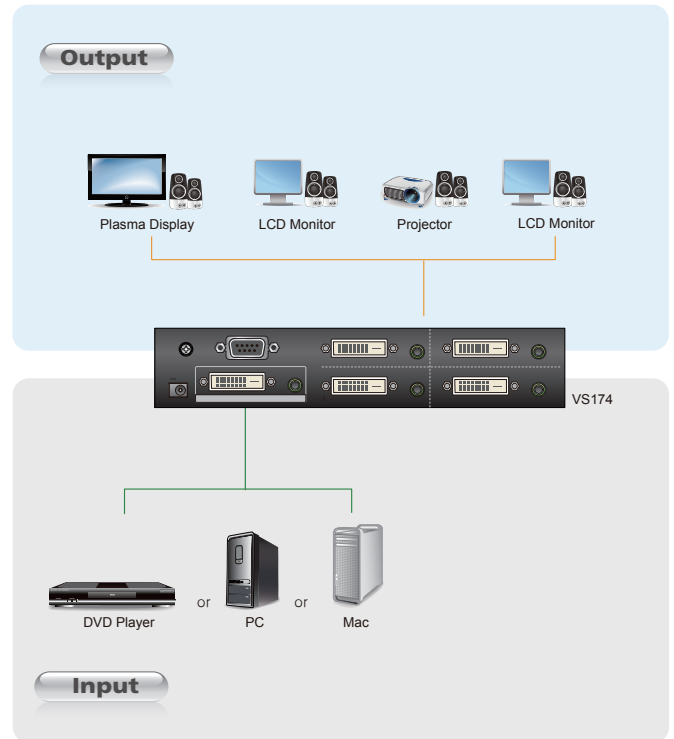 Output
Plasma Display
LCD Monitor
Projector
LCD Monitor
VS174
DVD Player
or
PC
or
Mac
Input